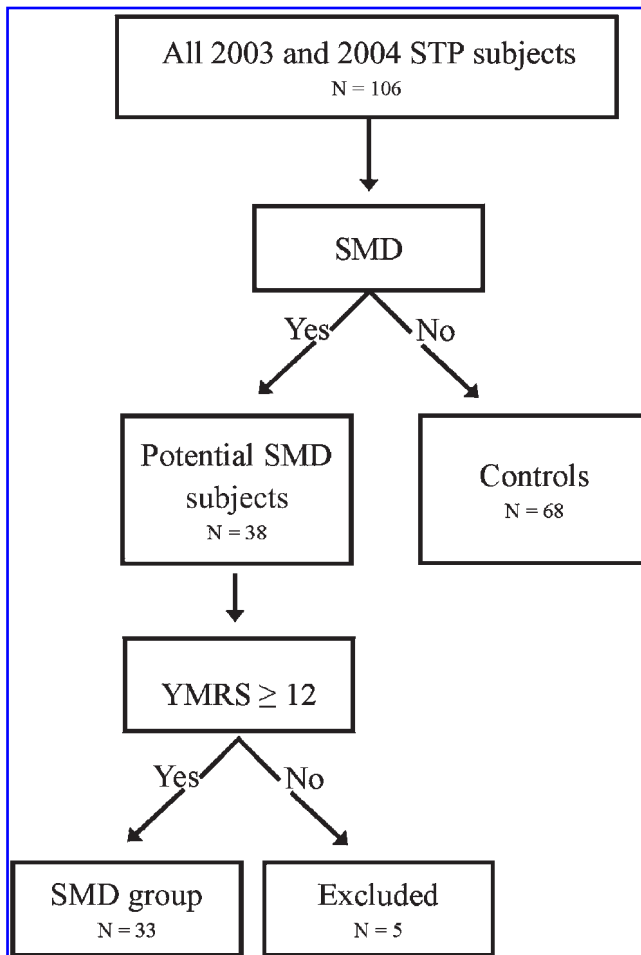 All 2003 and 2004 STP subjects
N = 106
SMD
Yes No
Potential SMD
subjects
N = 38
Controls
N = 68
YMRS ≥ 12
Yes No
SMD group
N = 33
Excluded
N = 5